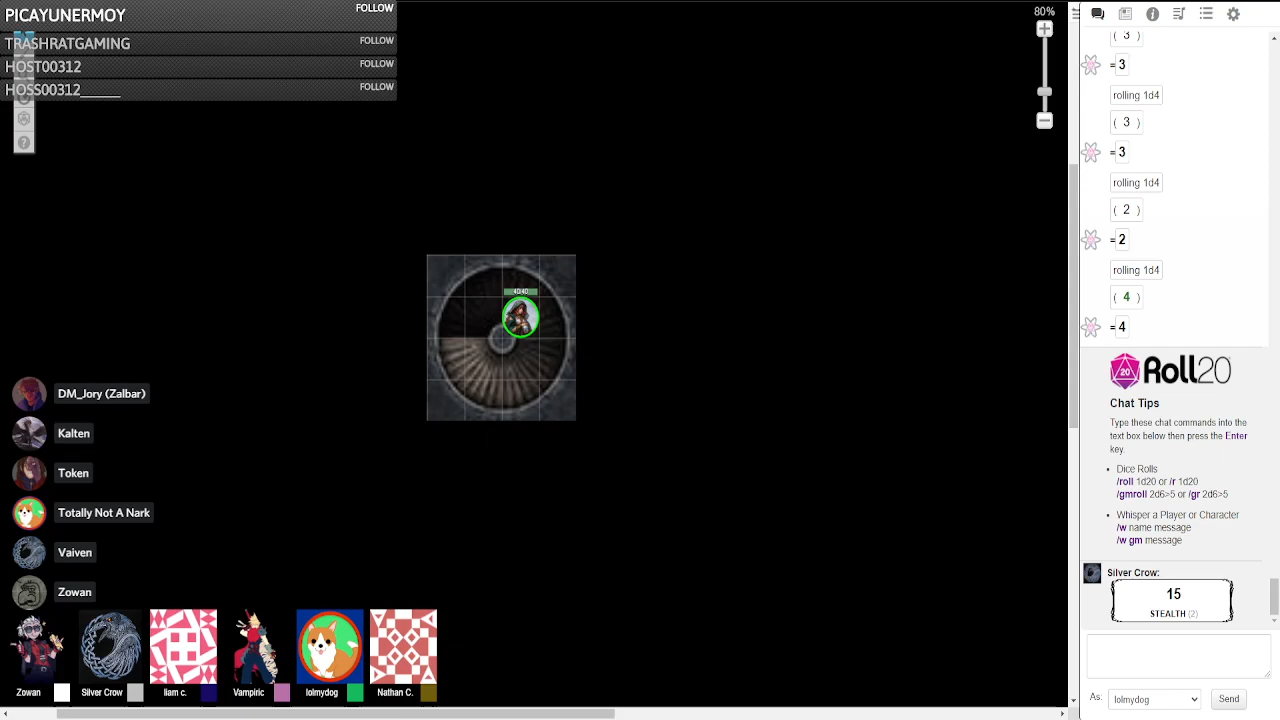 PICAYUNERMOY FOLLOW
TRASHRATGAMING FOLLOW
HOST00312 FOLLOW
HOSS00312______ FOLLOW
80%
40/40
DM_Jory (Zalbar)
Kalten
Token
Totally Not A Nark
Vaiven
Zowan
Zowan
Silver Crow
liam c.
Vampiric
lolmydog
Nathan C.
( 3 )
=3
rolling 1d4
( 3 )
=3
rolling 1d4
( 2 )
=2
rolling 1d4
( 4 )
=4
20 Roll20
Chat Tips
Type these chat commands into the
text box below then press the Enter
key.
• Dice Rolls
/roll 1d20 or /r 1d20
/gmroll 2d6>5 or /gr 2d6>5
• Whisper a Player or Character
/w name message
/w gm message
Silver Crow:
15
STEALTH (2)
As: lolmydog Send